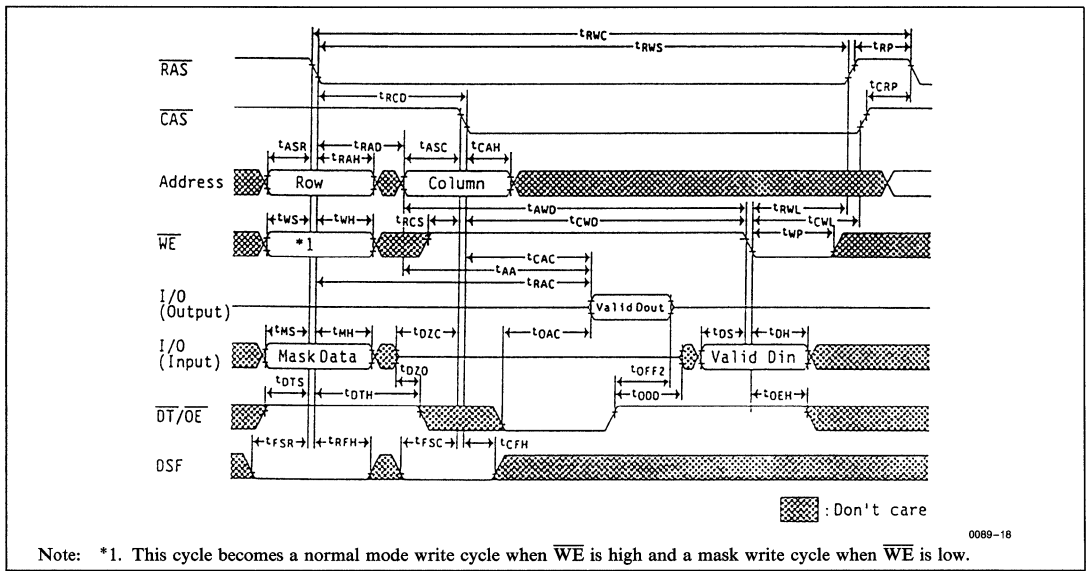 tRWC
tRWS
tRP
RAS
tCRP
tRCD
CAS
tASR
tRAD
tASC
tCAH
tRAH
Address
Row
Column
tAWD
tRWL
tWS
tWH
tRCS
tCWD
tCWL
tWP
WE
*1
tCAC
tAA
tRAC
I/O
(Output)
Valid Dout
tMS
tMH
tDZC
tOAC
tDS
tDH
I/O
(Input)
Mask Data
Valid Din
tDZO
tOFF2
tDTS
tDTH
tODD
tOEH
DT/OE
tFSR
tRFH
tFSC
tCFH
DSF
: Don't care
0089-18
Note: *1. This cycle becomes a normal mode write cycle when WE is high and a mask write cycle when WE is low.